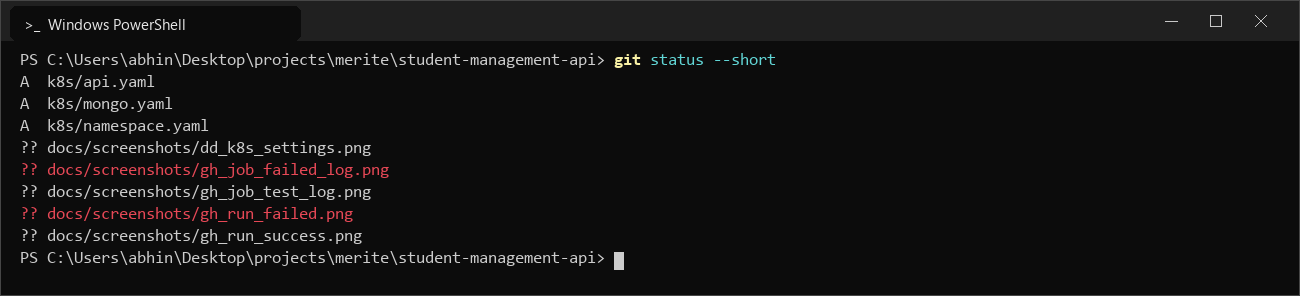 >_ Windows PowerShell
PS C:\Users\abhin\Desktop\projects\merite\student-management-api> git status --short
A  k8s/api.yaml
A  k8s/mongo.yaml
A  k8s/namespace.yaml
?? docs/screenshots/dd_k8s_settings.png
?? docs/screenshots/gh_job_failed_log.png
?? docs/screenshots/gh_job_test_log.png
?? docs/screenshots/gh_run_failed.png
?? docs/screenshots/gh_run_success.png
PS C:\Users\abhin\Desktop\projects\merite\student-management-api>